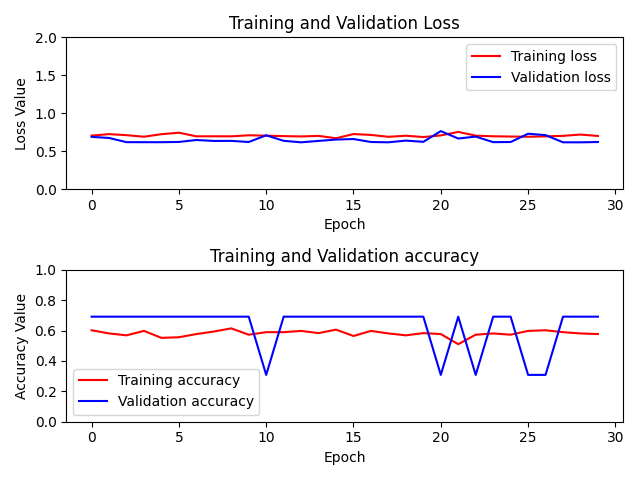 Training and Validation Loss
2.0
1.5
1.0
0.5
0.0
Loss Value
Training loss
Validation loss
0 5 10 15 20 25 30
Epoch
Training and Validation accuracy
1.0
0.8
0.6
0.4
0.2
0.0
Accuracy Value
Training accuracy
Validation accuracy
0 5 10 15 20 25 30
Epoch